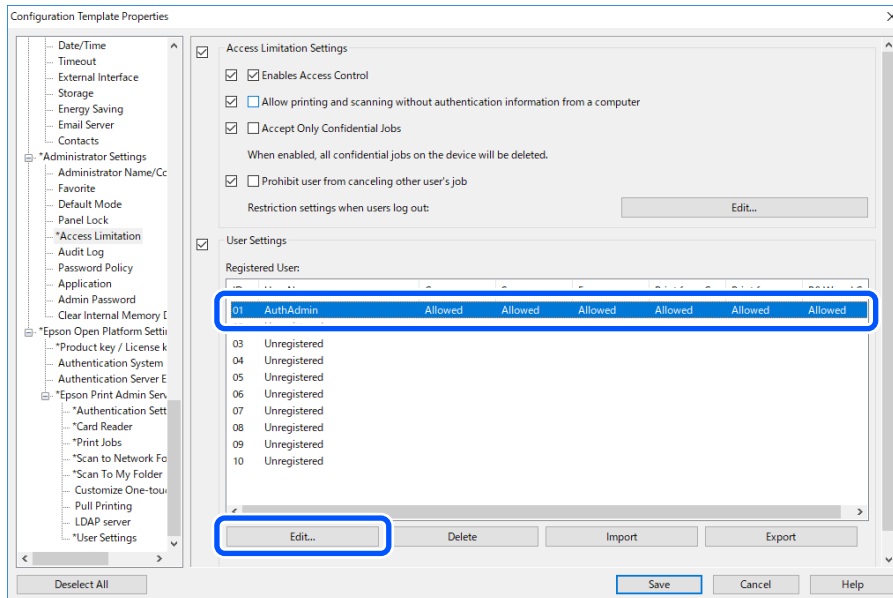 Configuration Template Properties
Date/Time
Timeout
External Interface
Storage
Energy Saving
Email Server
Contacts
*Administrator Settings
Administrator Name/Co
Favorite
Default Mode
Panel Lock
*Access Limitation
Audit Log
Password Policy
Application
Admin Password
Clear Internal Memory D
*Epson Open Platform Settin
*Product key / License k
Authentication System
Authentication Server E
*Epson Print Admin Serv
*Authentication Sett
*Card Reader
*Print Jobs
*Scan to Network Fo
*Scan To My Folder
Customize One-touc
Pull Printing
LDAP server
*User Settings
Access Limitation Settings
Enables Access Control
Allow printing and scanning without authentication information from a computer
Accept Only Confidential Jobs
When enabled, all confidential jobs on the device will be deleted.
Prohibit user from canceling other user's job
Restriction settings when users log out: Edit...
User Settings
Registered User:
01 AuthAdmin Allowed Allowed Allowed Allowed Allowed Allowed
03 Unregistered
04 Unregistered
05 Unregistered
06 Unregistered
07 Unregistered
08 Unregistered
09 Unregistered
10 Unregistered
Edit... Delete Import Export
Deselect All Save Cancel Help